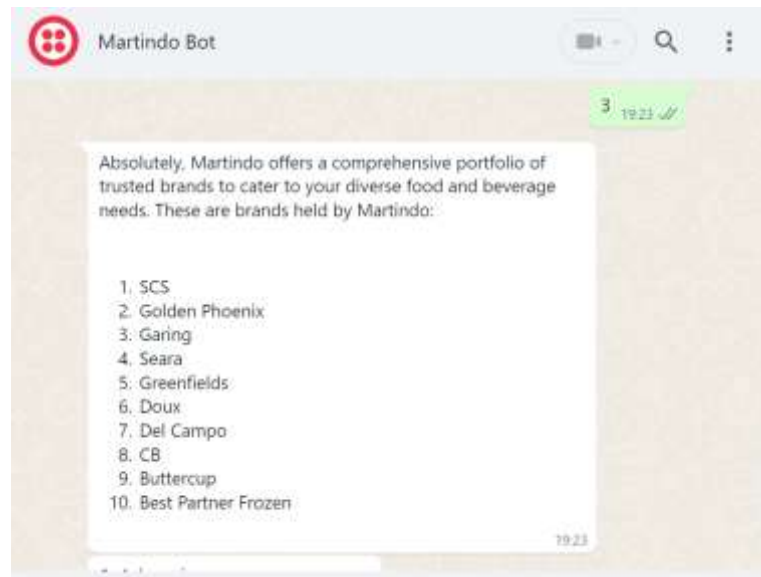 Martindo Bot
3 19:23
Absolutely, Martindo offers a comprehensive portfolio of
trusted brands to cater to your diverse food and beverage
needs. These are brands held by Martindo:
1. SCS
2. Golden Phoenix
3. Garing
4. Seara
5. Greenfields
6. Doux
7. Del Campo
8. CB
9. Buttercup
10. Best Partner Frozen
19:23